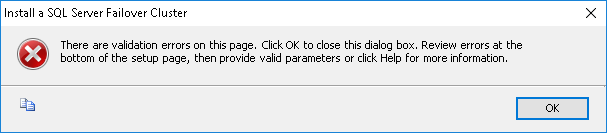 Install a SQL Server Failover Cluster
There are validation errors on this page. Click OK to close this dialog box. Review errors at the
bottom of the setup page, then provide valid parameters or click Help for more information.
OK